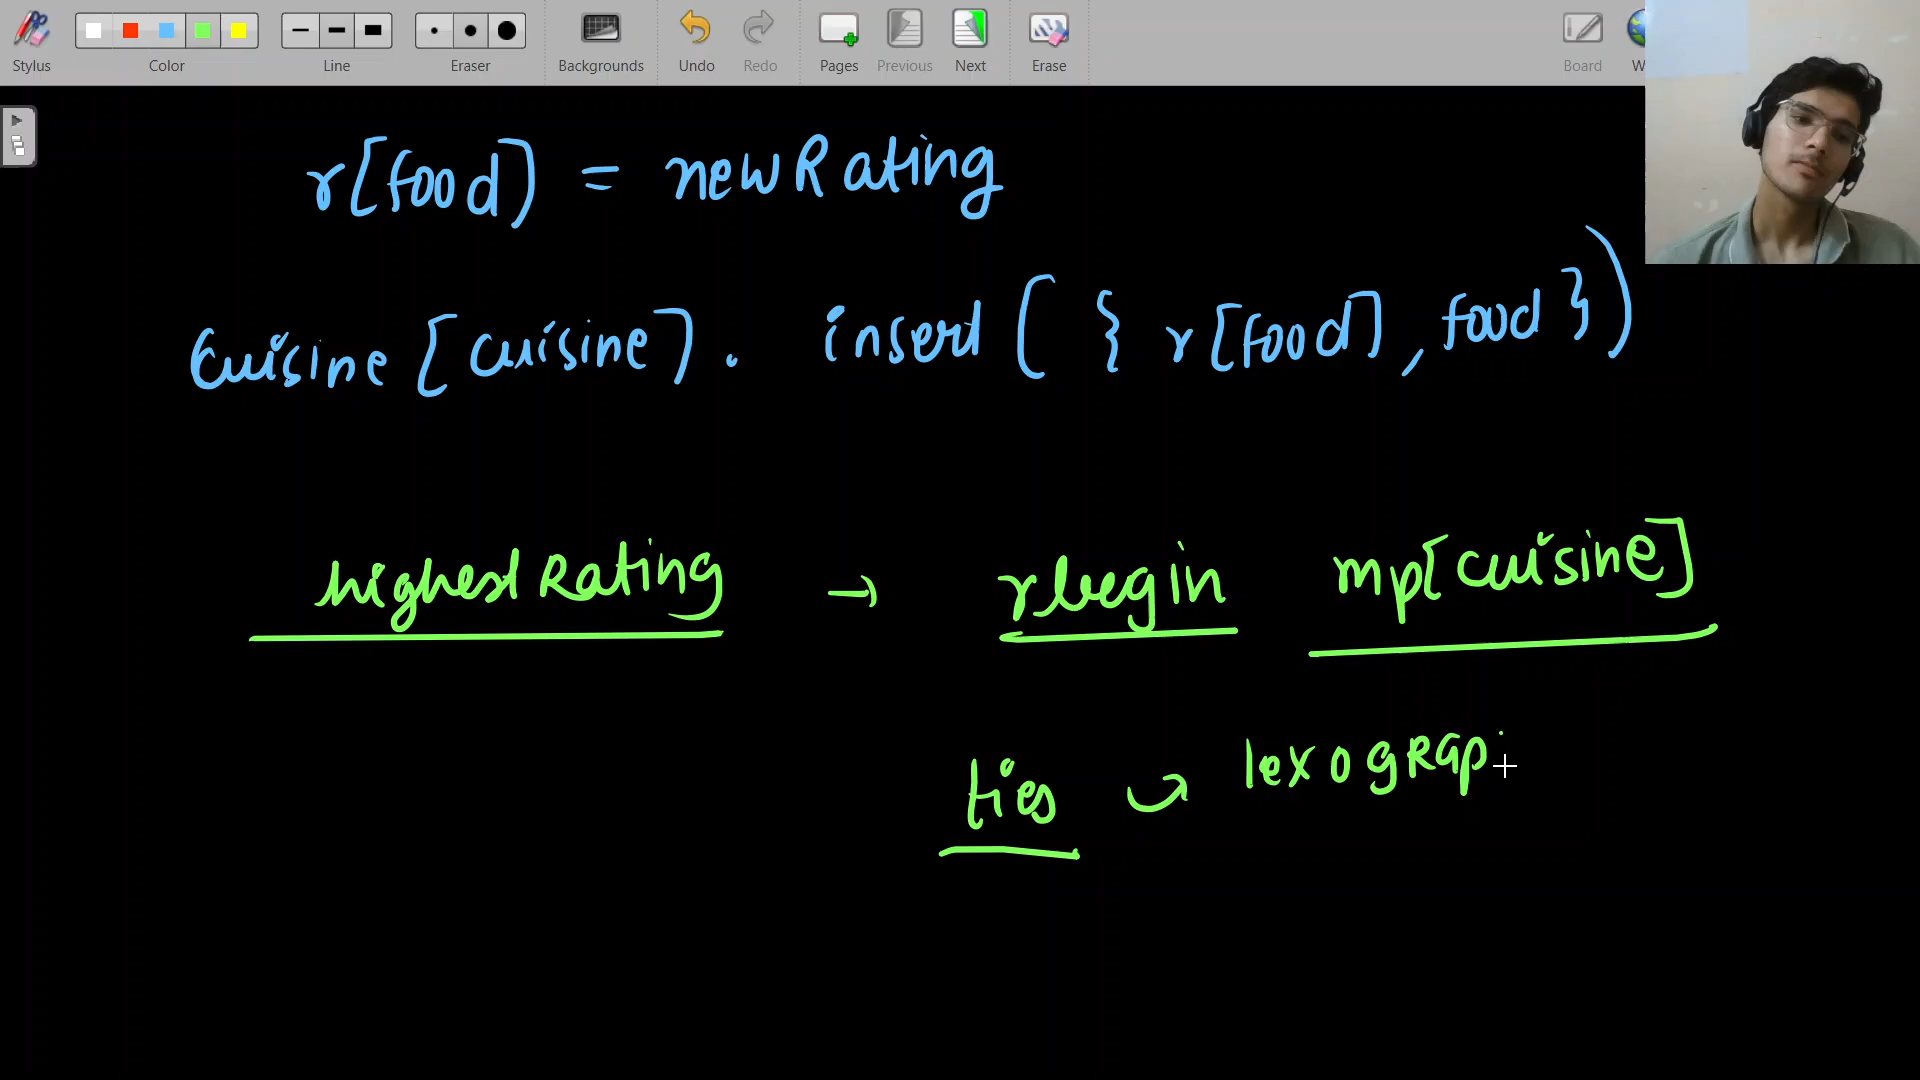 Stylus Color Line Eraser Backgrounds Undo Redo Pages Previous Next Erase Board W
r[food] = newRating
Cuisine[cuisine]. insert({r[food], food})
highestRating → rbegin mp[cuisine]
ties lexograp